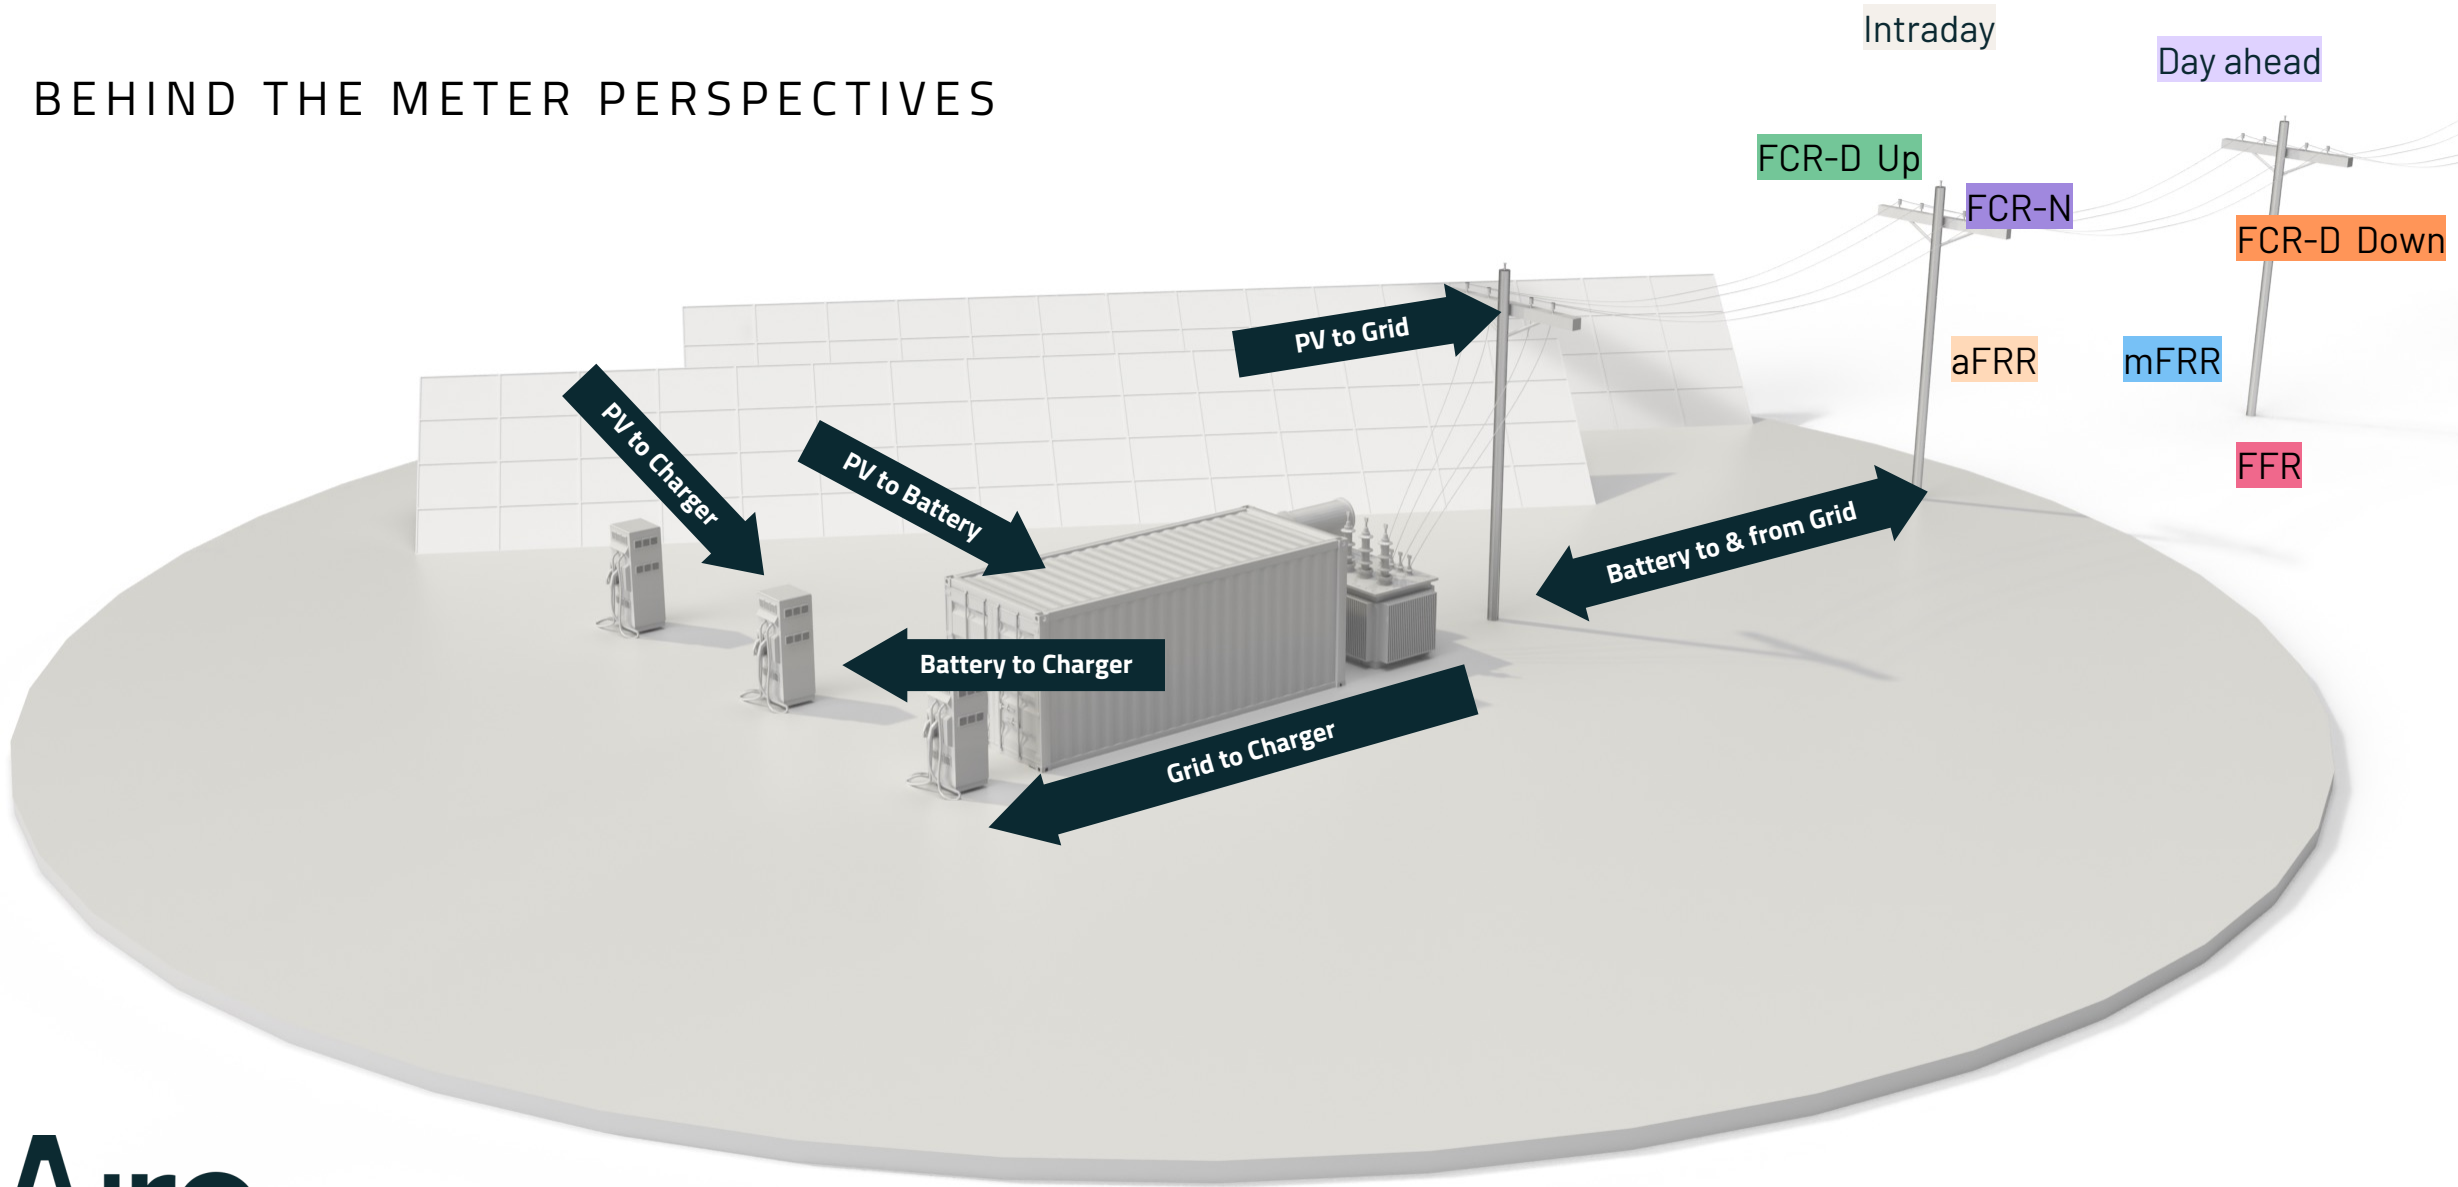 Intraday
Day ahead
BEHIND THE METER PERSPECTIVES
FCR-D Up
FCR-N
FCR-D Down
PV to Grid
aFRR
mFRR
PV to Charger
PV to Battery
FFR
Battery to & from Grid
Battery to Charger
Grid to Charger